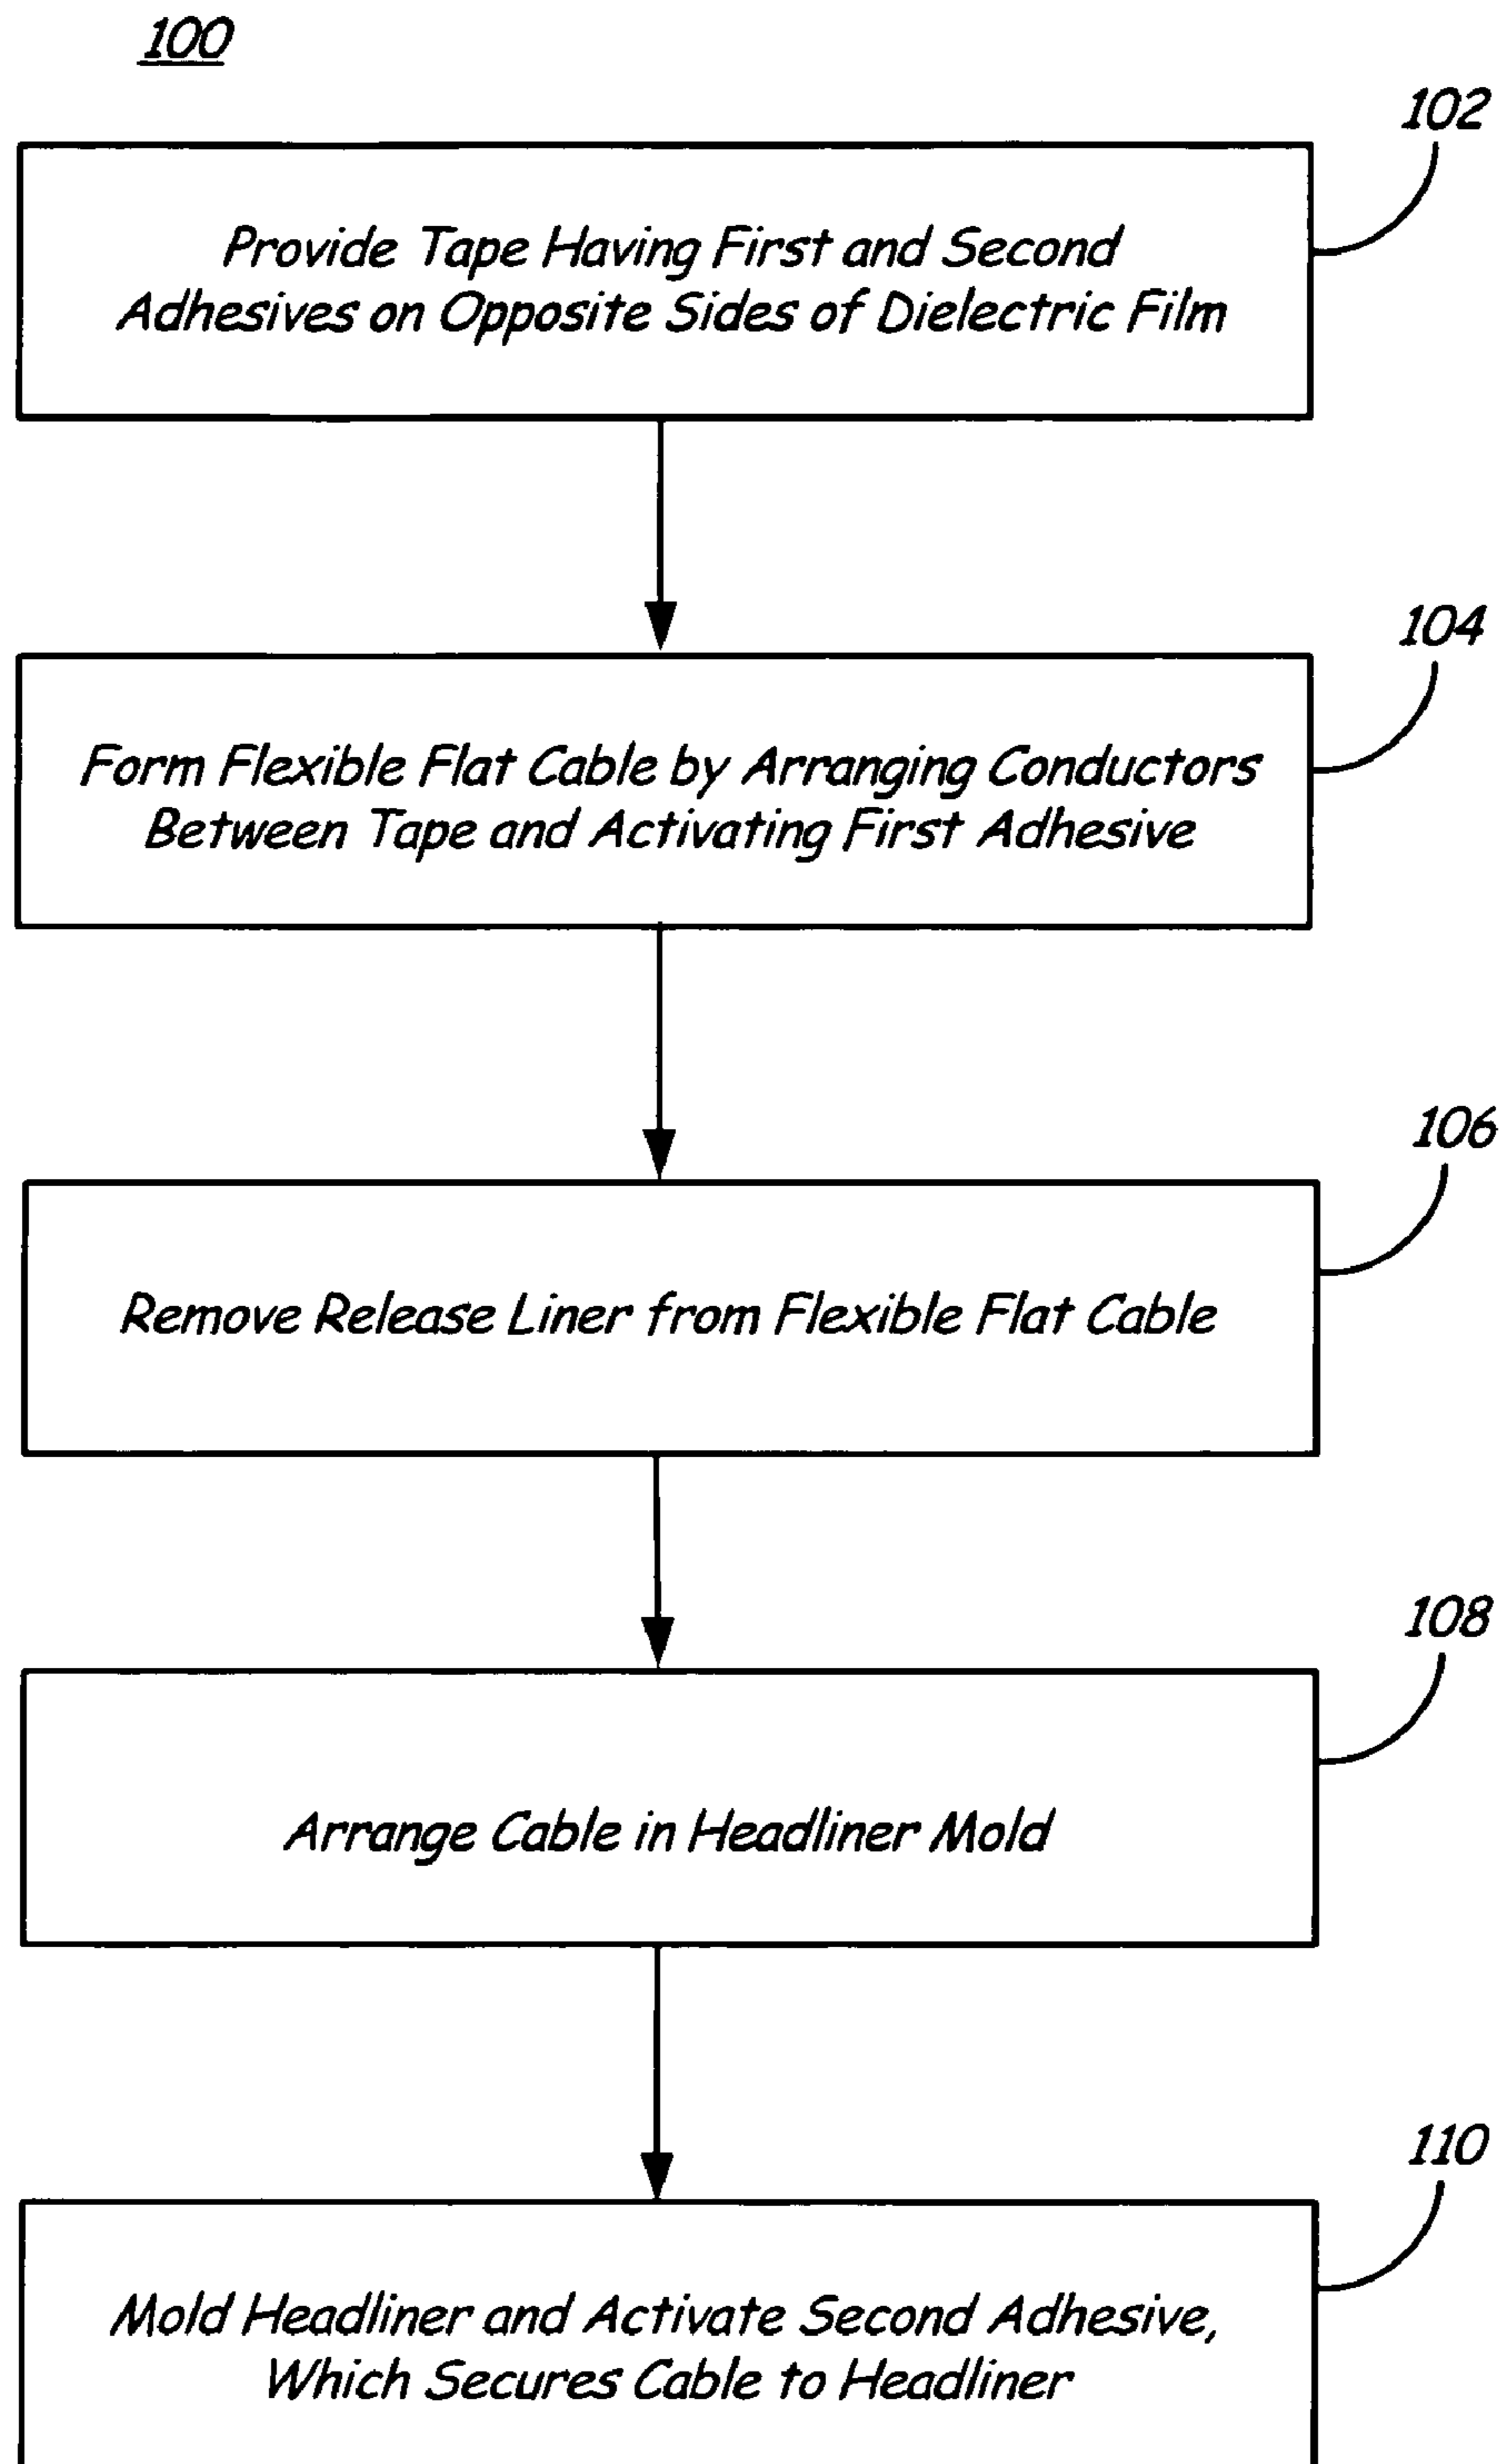 100
102
Provide Tape Having First and Second
Adhesives on Opposite Sides of Dielectric Film
104
Form Flexible Flat Cable by Arranging Conductors
Between Tape and Activating First Adhesive
106
Remove Release Liner from Flexible Flat Cable
108
Arrange Cable in Headliner Mold
110
Mold Headliner and Activate Second Adhesive,
Which Secures Cable to Headliner